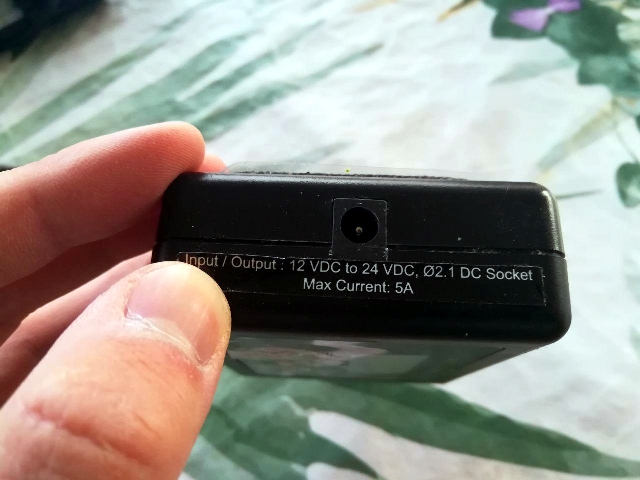 Input / Output : 12 VDC to 24 VDC, Ø2.1 DC Socket
Max Current: 5A